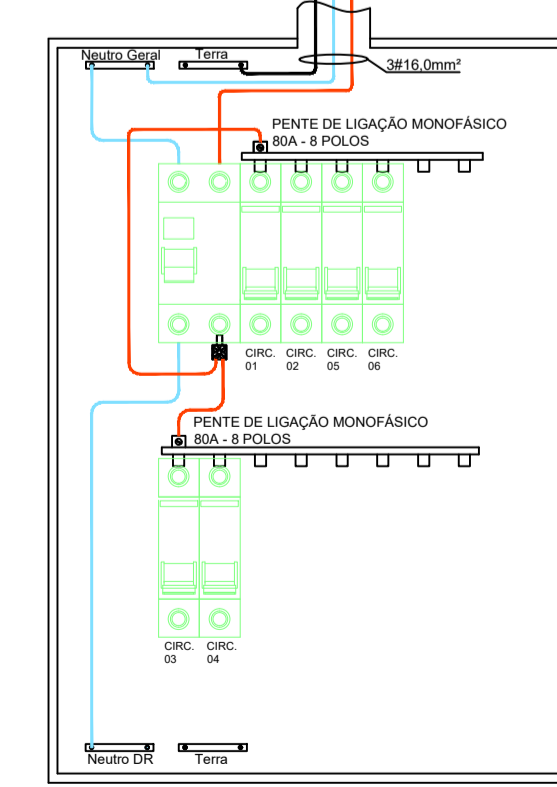 Neutro Geral
Terra
3#16,0mm²
PENTE DE LIGAÇÃO MONOFÁSICO
80A - 8 POLOS
CIRC.
01
CIRC.
02
CIRC.
05
CIRC.
06
PENTE DE LIGAÇÃO MONOFÁSICO
80A - 8 POLOS
CIRC.
03
CIRC.
04
Neutro DR
Terra